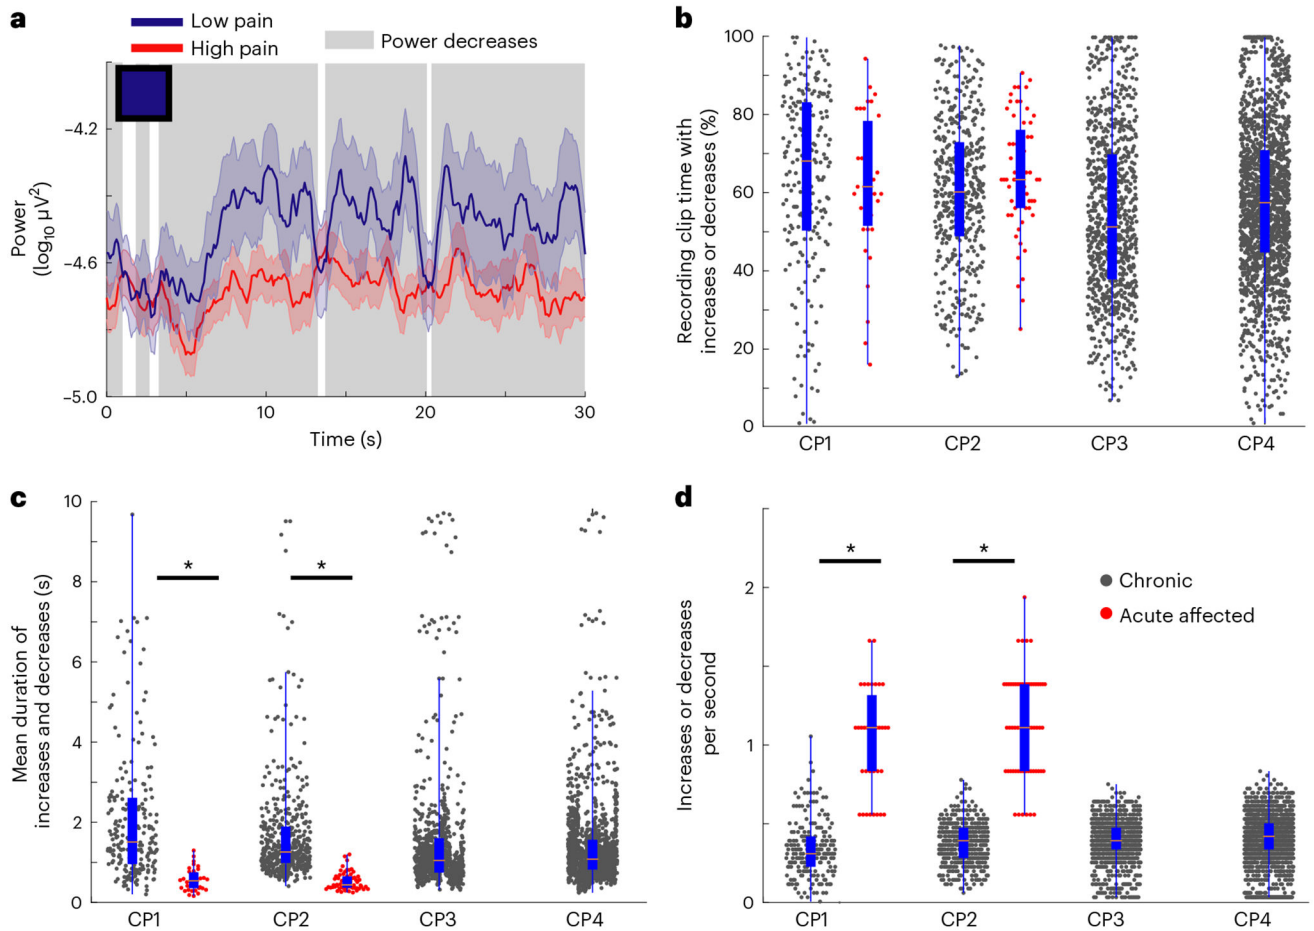 a
Low pain
High pain
Power decreases
Power
(log10 μV2)
–4.2
–4.6
–5.0
0
10
20
30
Time (s)
b
Recording clip time with
increases or decreases (%)
100
80
60
40
20
0
CP1
CP2
CP3
CP4
c
Mean duration of
increases and decreases (s)
10
8
6
4
2
0
*
*
CP1
CP2
CP3
CP4
d
Increases or decreases
per second
2
1
0
*
*
Chronic
Acute affected
CP1
CP2
CP3
CP4